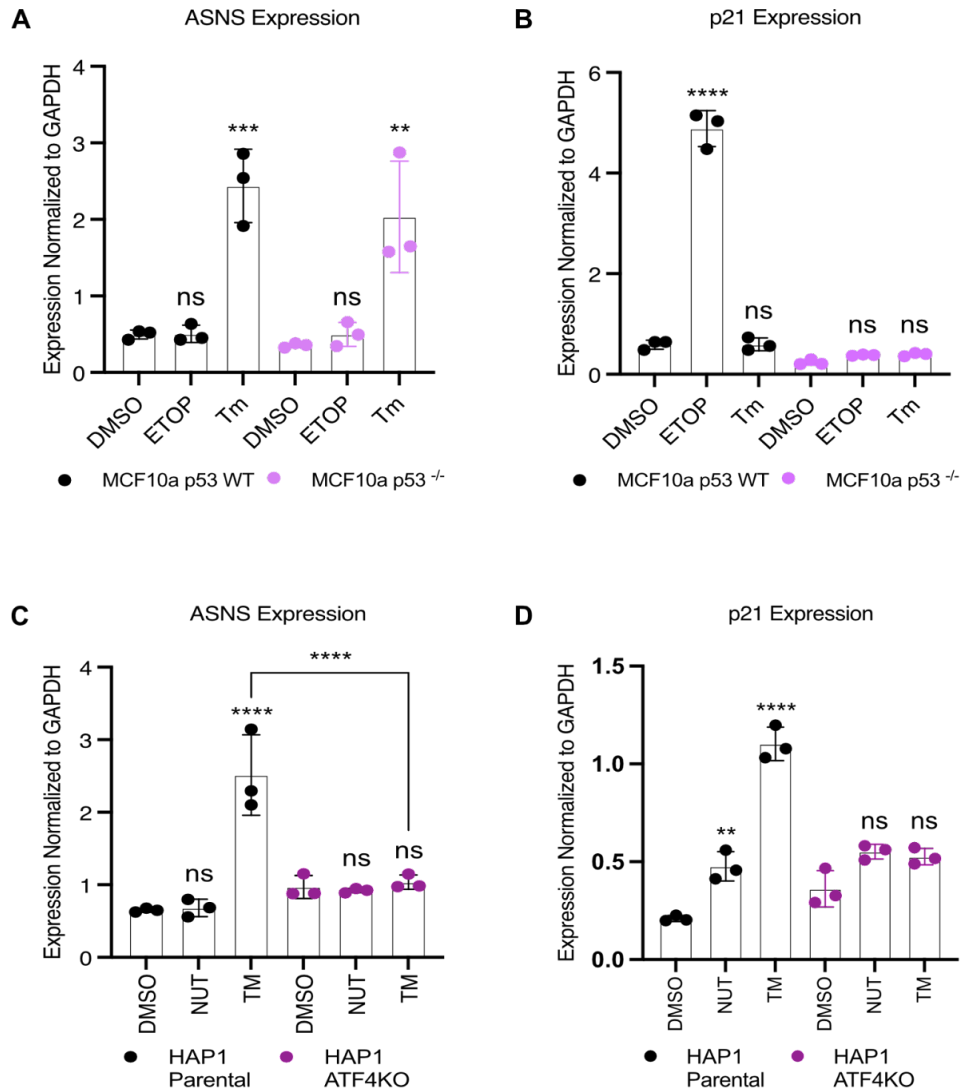 A
ASNS Expression
Expression Normalized to GAPDH
4
3
2
1
0
ns
***
ns
**
DMSO
ETOP
Tm
DMSO
ETOP
Tm
MCF10a p53 WT
MCF10a p53 -/-
B
p21 Expression
Expression Normalized to GAPDH
6
4
2
0
****
ns
ns
ns
DMSO
ETOP
Tm
DMSO
ETOP
Tm
MCF10a p53 WT
MCF10a p53 -/-
C
ASNS Expression
Expression Normalized to GAPDH
4
3
2
1
0
ns
****
****
ns
ns
DMSO
NUT
TM
DMSO
NUT
TM
HAP1
Parental
HAP1
ATF4KO
D
p21 Expression
Expression Normalized to GAPDH
1.5
1.0
0.5
0.0
**
****
ns
ns
DMSO
NUT
TM
DMSO
NUT
TM
HAP1
Parental
HAP1
ATF4KO